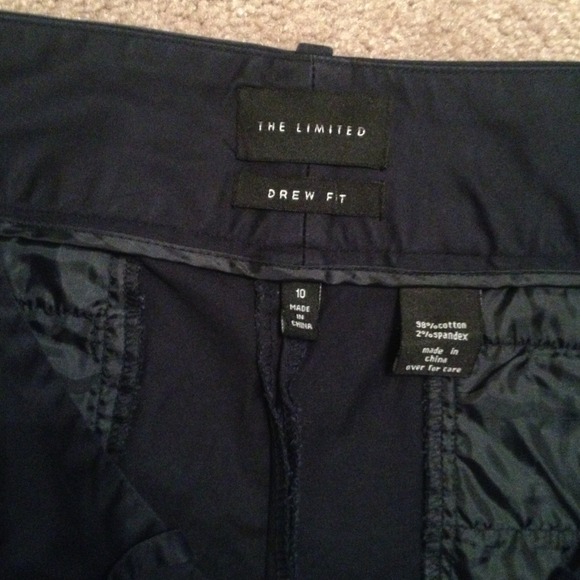 THE LIMITED
DREW FIT
10
MADE
IN
CHINA
98%cotton
2%spandex
made in
china
over for care